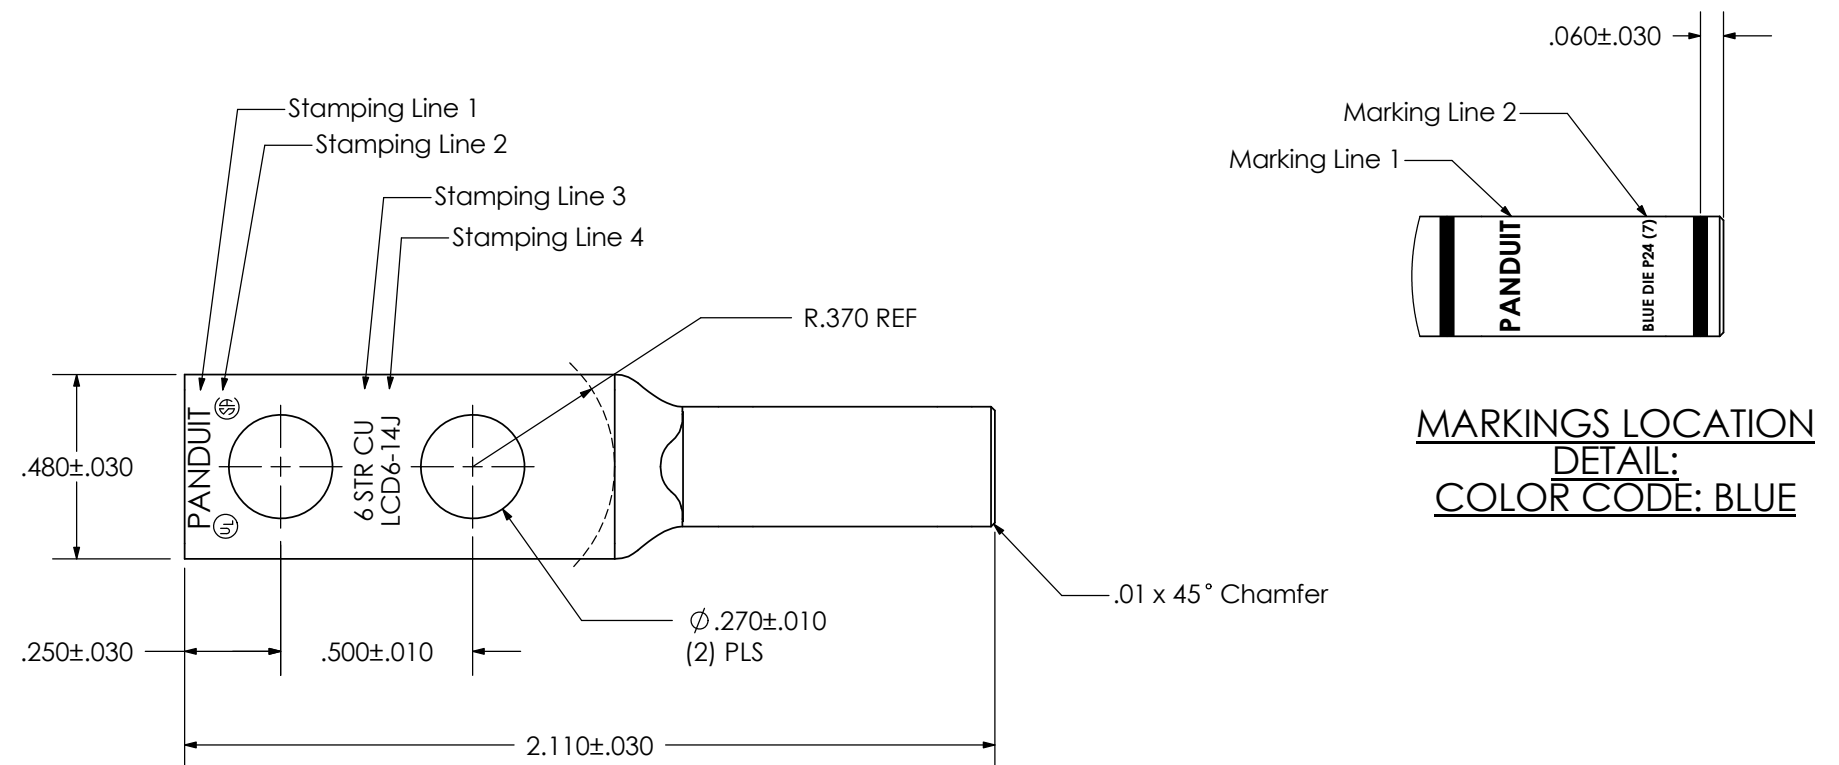 .060±.030
Stamping Line 1
Stamping Line 2
Stamping Line 3
Stamping Line 4
Marking Line 2
Marking Line 1
PANDUIT
BLUE DIE P24 (7)
R.370 REF
PANDUIT
UL
SA
6 STR CU
LCD6-14J
.480±.030
MARKINGS LOCATION
DETAIL:
COLOR CODE: BLUE
.01 x 45° Chamfer
Ø.270±.010
(2) PLS
.250±.030
.500±.010
2.110±.030